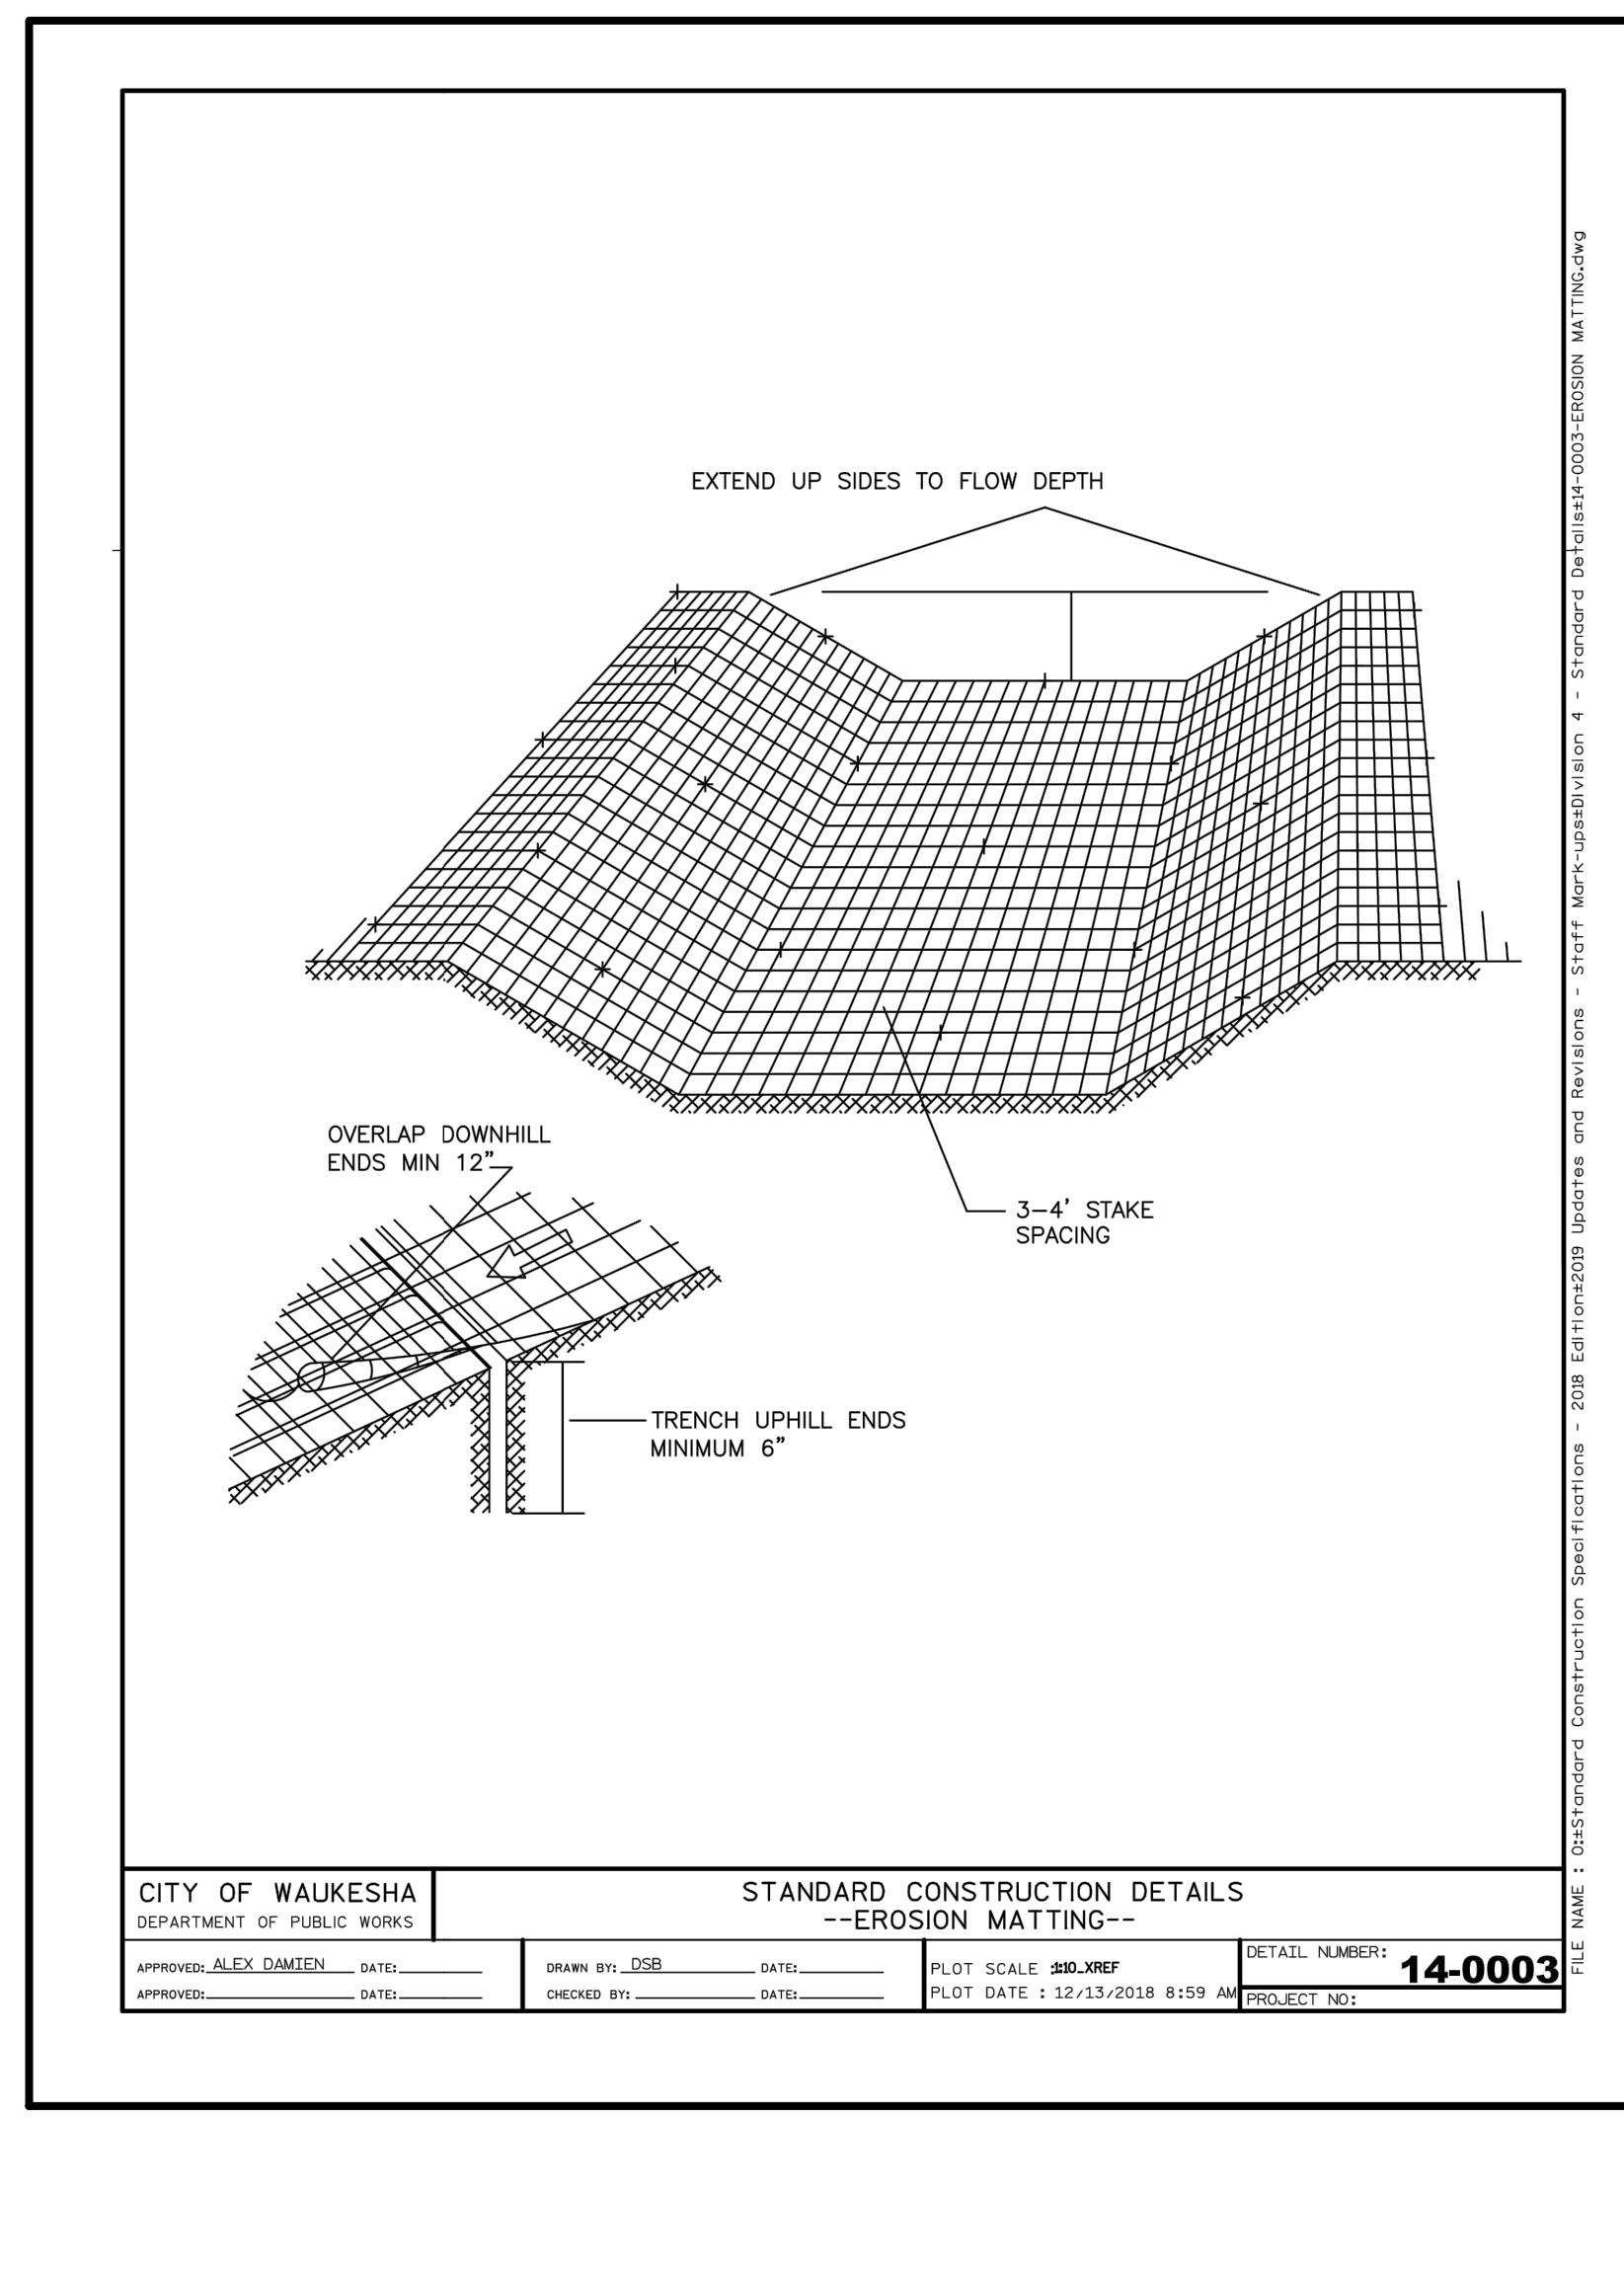 EXTEND UP SIDES TO FLOW DEPTH
OVERLAP DOWNHILL
ENDS MIN 12”
3-4’ STAKE
SPACING
TRENCH UPHILL ENDS
MINIMUM 6”
CITY OF WAUKESHA
DEPARTMENT OF PUBLIC WORKS
STANDARD CONSTRUCTION DETAILS
--EROSION MATTING--
APPROVED: ALEX DAMIEN DATE:
APPROVED: DATE:
DRAWN BY: DSB DATE:
CHECKED BY: DATE:
PLOT SCALE :1:10_XREF
PLOT DATE : 12/13/2018 8:59 AM
DETAIL NUMBER:
14-0003
PROJECT NO:
FILE NAME : O:±Standard Construction Specifications - 2018 Edition±2019 Updates and Revisions - Staff Mark-ups±Division 4 - Standard Details±14-0003-EROSION MATTING.dwg